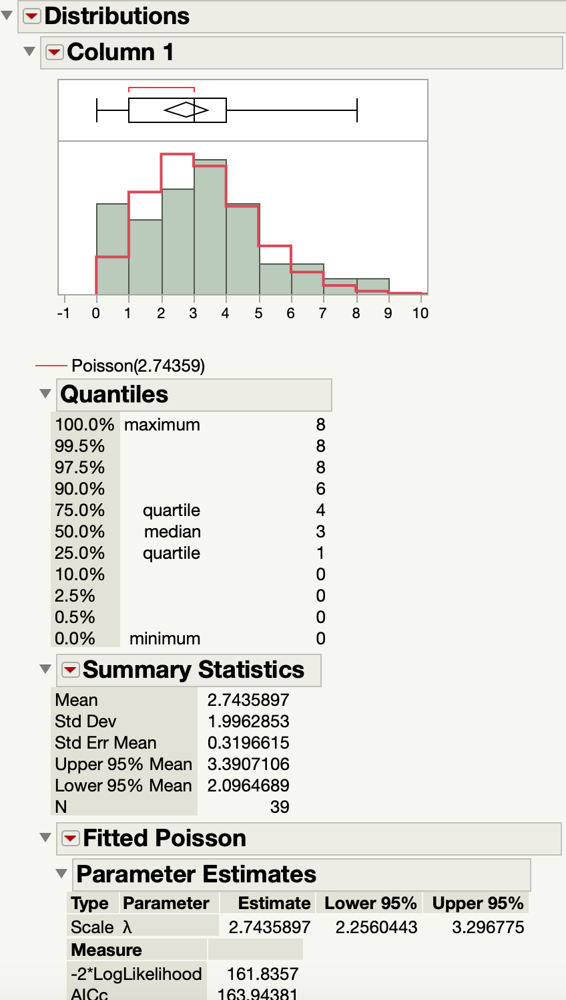 Distributions
Column 1
-1 0 1 2 3 4 5 6 7 8 9 10
Poisson(2.74359)
Quantiles
100.0% maximum 8
99.5% 8
97.5% 8
90.0% 6
75.0% quartile 4
50.0% median 3
25.0% quartile 1
10.0% 0
2.5% 0
0.5% 0
0.0% minimum 0
Summary Statistics
Mean 2.7435897
Std Dev 1.9962853
Std Err Mean 0.3196615
Upper 95% Mean 3.3907106
Lower 95% Mean 2.0964689
N 39
Fitted Poisson
Parameter Estimates
Type Parameter Estimate Lower 95% Upper 95%
Scale λ 2.7435897 2.2560443 3.296775
Measure
-2*LogLikelihood 161.8357
AICc 163.94381